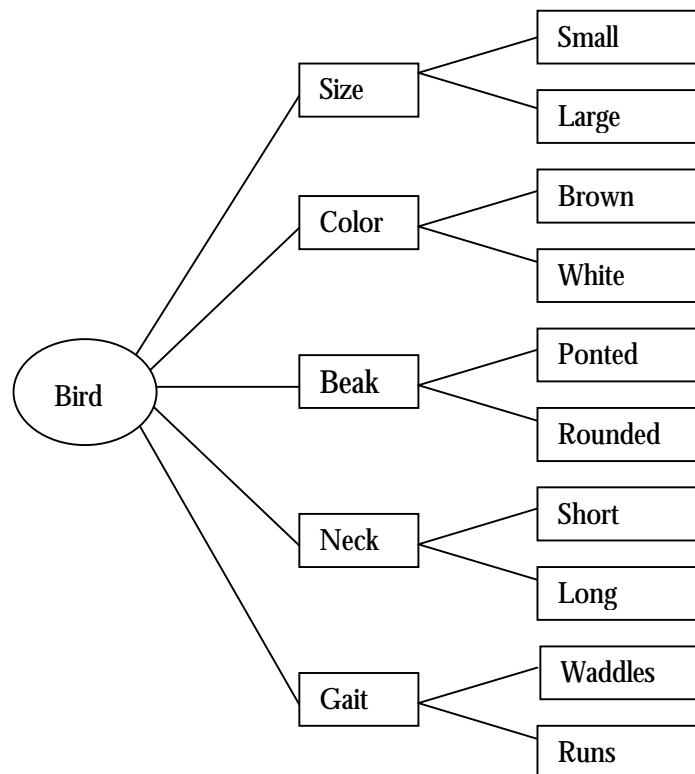 Bird
Size
Small
Large
Color
Brown
White
Beak
Ponted
Rounded
Neck
Short
Long
Gait
Waddles
Runs